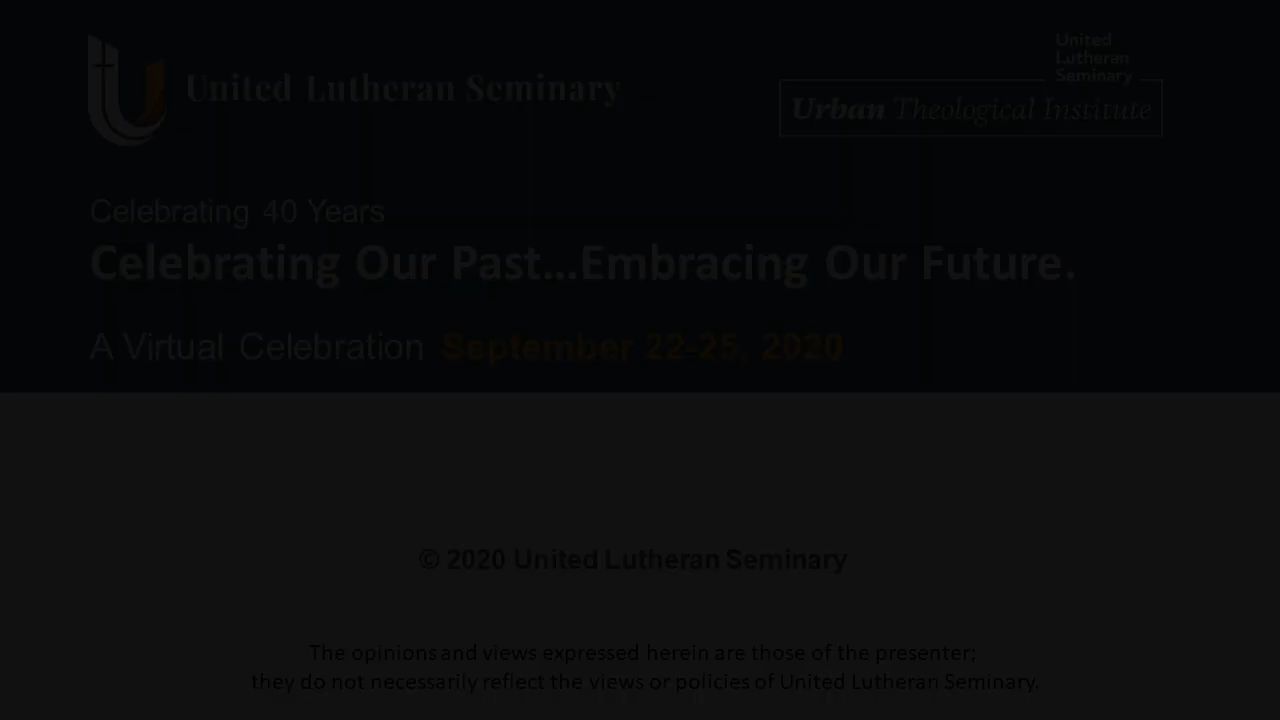 United Lutheran Seminary
United
Lutheran
Seminary
Urban Theological Institute
Celebrating 40 Years
Celebrating Our Past...Embracing Our Future.
A Virtual Celebration September 22-25, 2020
© 2020 United Lutheran Seminary
The opinions and views expressed herein are those of the presenter;
they do not necessarily reflect the views or policies of United Lutheran Seminary.